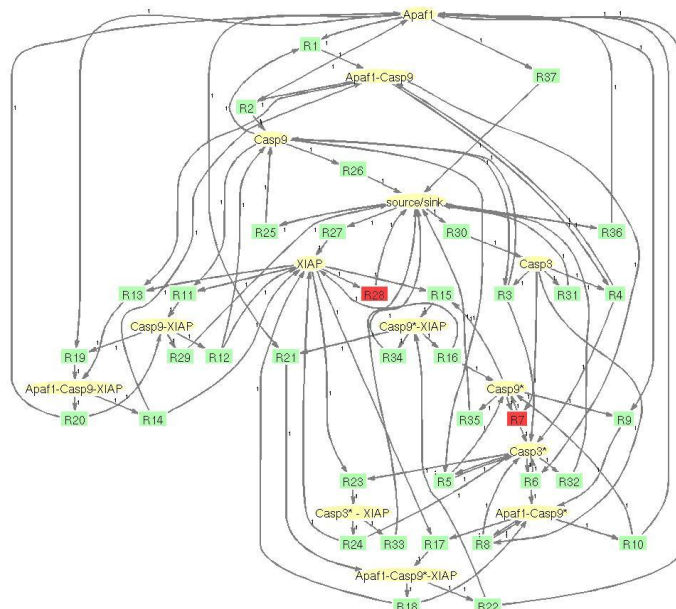 Apaf1
R1
R37
Apaf1-Casp9
R2
Casp9
R26
source/sink
R25
R27
R30
R36
XIAP
Casp3
R13
R11
R28
R15
R3
R31
R4
Casp9-XIAP
Casp9*-XIAP
R19
R29
R12
R21
R34
R16
Apaf1-Casp9-XIAP
Casp9*
R20
R14
R35
R7
R9
Casp3*
R23
R5
R6
R32
Casp3* - XIAP
Apaf1-Casp9*
R24
R33
R17
R8
R10
Apaf1-Casp9*-XIAP
R18
R22